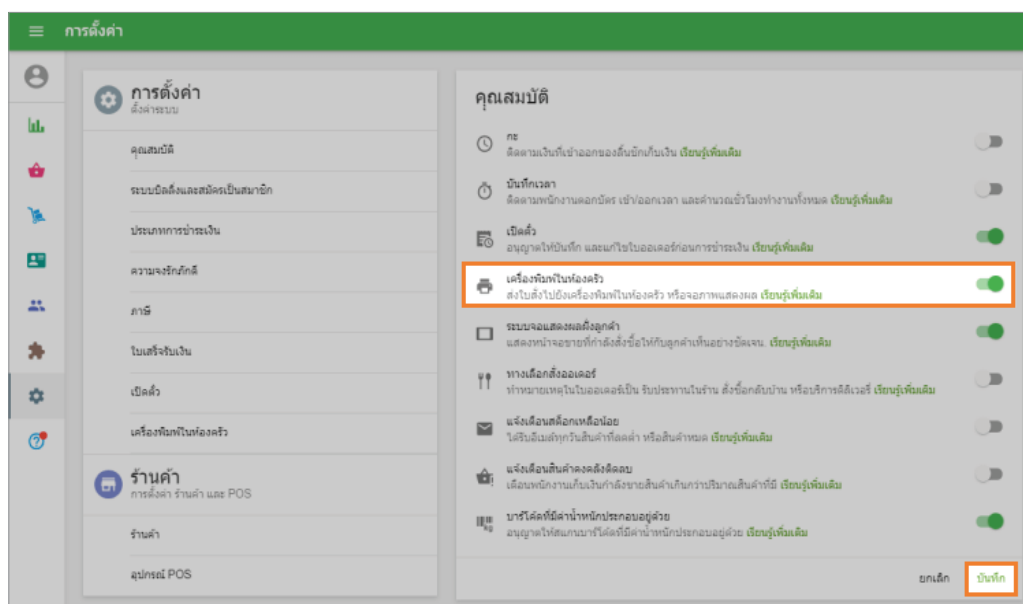 การตั้งค่า
การตั้งค่า
ตั้งค่าระบบ
คุณสมบัติ
ระบบบิลลิ่งและสมัครเป็นสมาชิก
ประเภทการชำระเงิน
ความจงรักภักดี
ภาษี
ใบเสร็จรับเงิน
เปิดตั๋ว
เครื่องพิมพ์ในห้องครัว
ร้านค้า
การตั้งค่า ร้านค้า และ POS
ร้านค้า
อุปกรณ์ POS
คุณสมบัติ
กะ
ติดตามเงินที่เข้าออกของลิ้นชักเก็บเงิน เรียนรู้เพิ่มเติม
บันทึกเวลา
ติดตามพนักงานตอกบัตร เข้า/ออกเวลา และคำนวณชั่วโมงทำงานทั้งหมด เรียนรู้เพิ่มเติม
เปิดตั๋ว
อนุญาตให้บันทึก และแก้ไขใบออเดอร์ก่อนการชำระเงิน เรียนรู้เพิ่มเติม
เครื่องพิมพ์ในห้องครัว
ส่งใบสั่งไปยังเครื่องพิมพ์ในห้องครัว หรือจอภาพแสดงผล เรียนรู้เพิ่มเติม
ระบบจอแสดงผลฝั่งลูกค้า
แสดงหน้าจอขายที่กำลังสั่งซื้อให้กับลูกค้าเห็นอย่างชัดเจน. เรียนรู้เพิ่มเติม
ทางเลือกสั่งออเดอร์
ทำหมายเหตุในใบออเดอร์เป็น รับประทานในร้าน สั่งซื้อกลับบ้าน หรือบริการดิลิเวอรี่ เรียนรู้เพิ่มเติม
แจ้งเตือนสต็อกเหลือน้อย
ได้รับอีเมล์ทุกวันสินค้าที่ลดต่ำ หรือสินค้าหมด เรียนรู้เพิ่มเติม
แจ้งเตือนสินค้าคงคลังติดลบ
เตือนพนักงานเก็บเงินกำลังขายสินค้าเกินกว่าปริมาณสินค้าที่มี เรียนรู้เพิ่มเติม
บาร์โค้ดที่มีค่าน้ำหนักประกอบอยู่ด้วย
อนุญาตให้สแกนบาร์โค้ดที่มีค่าน้ำหนักประกอบอยู่ด้วย เรียนรู้เพิ่มเติม
ยกเลิก
บันทึก